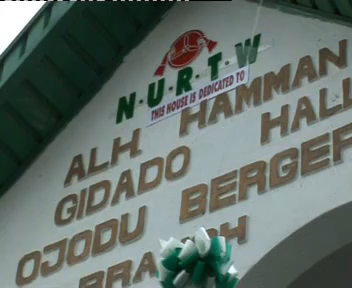 N·U·R·T·W
THIS HOUSE IS DEDICATED TO
ALH. HAMMAN
GIDADO HALL
OJODU BERGER
BRANCH